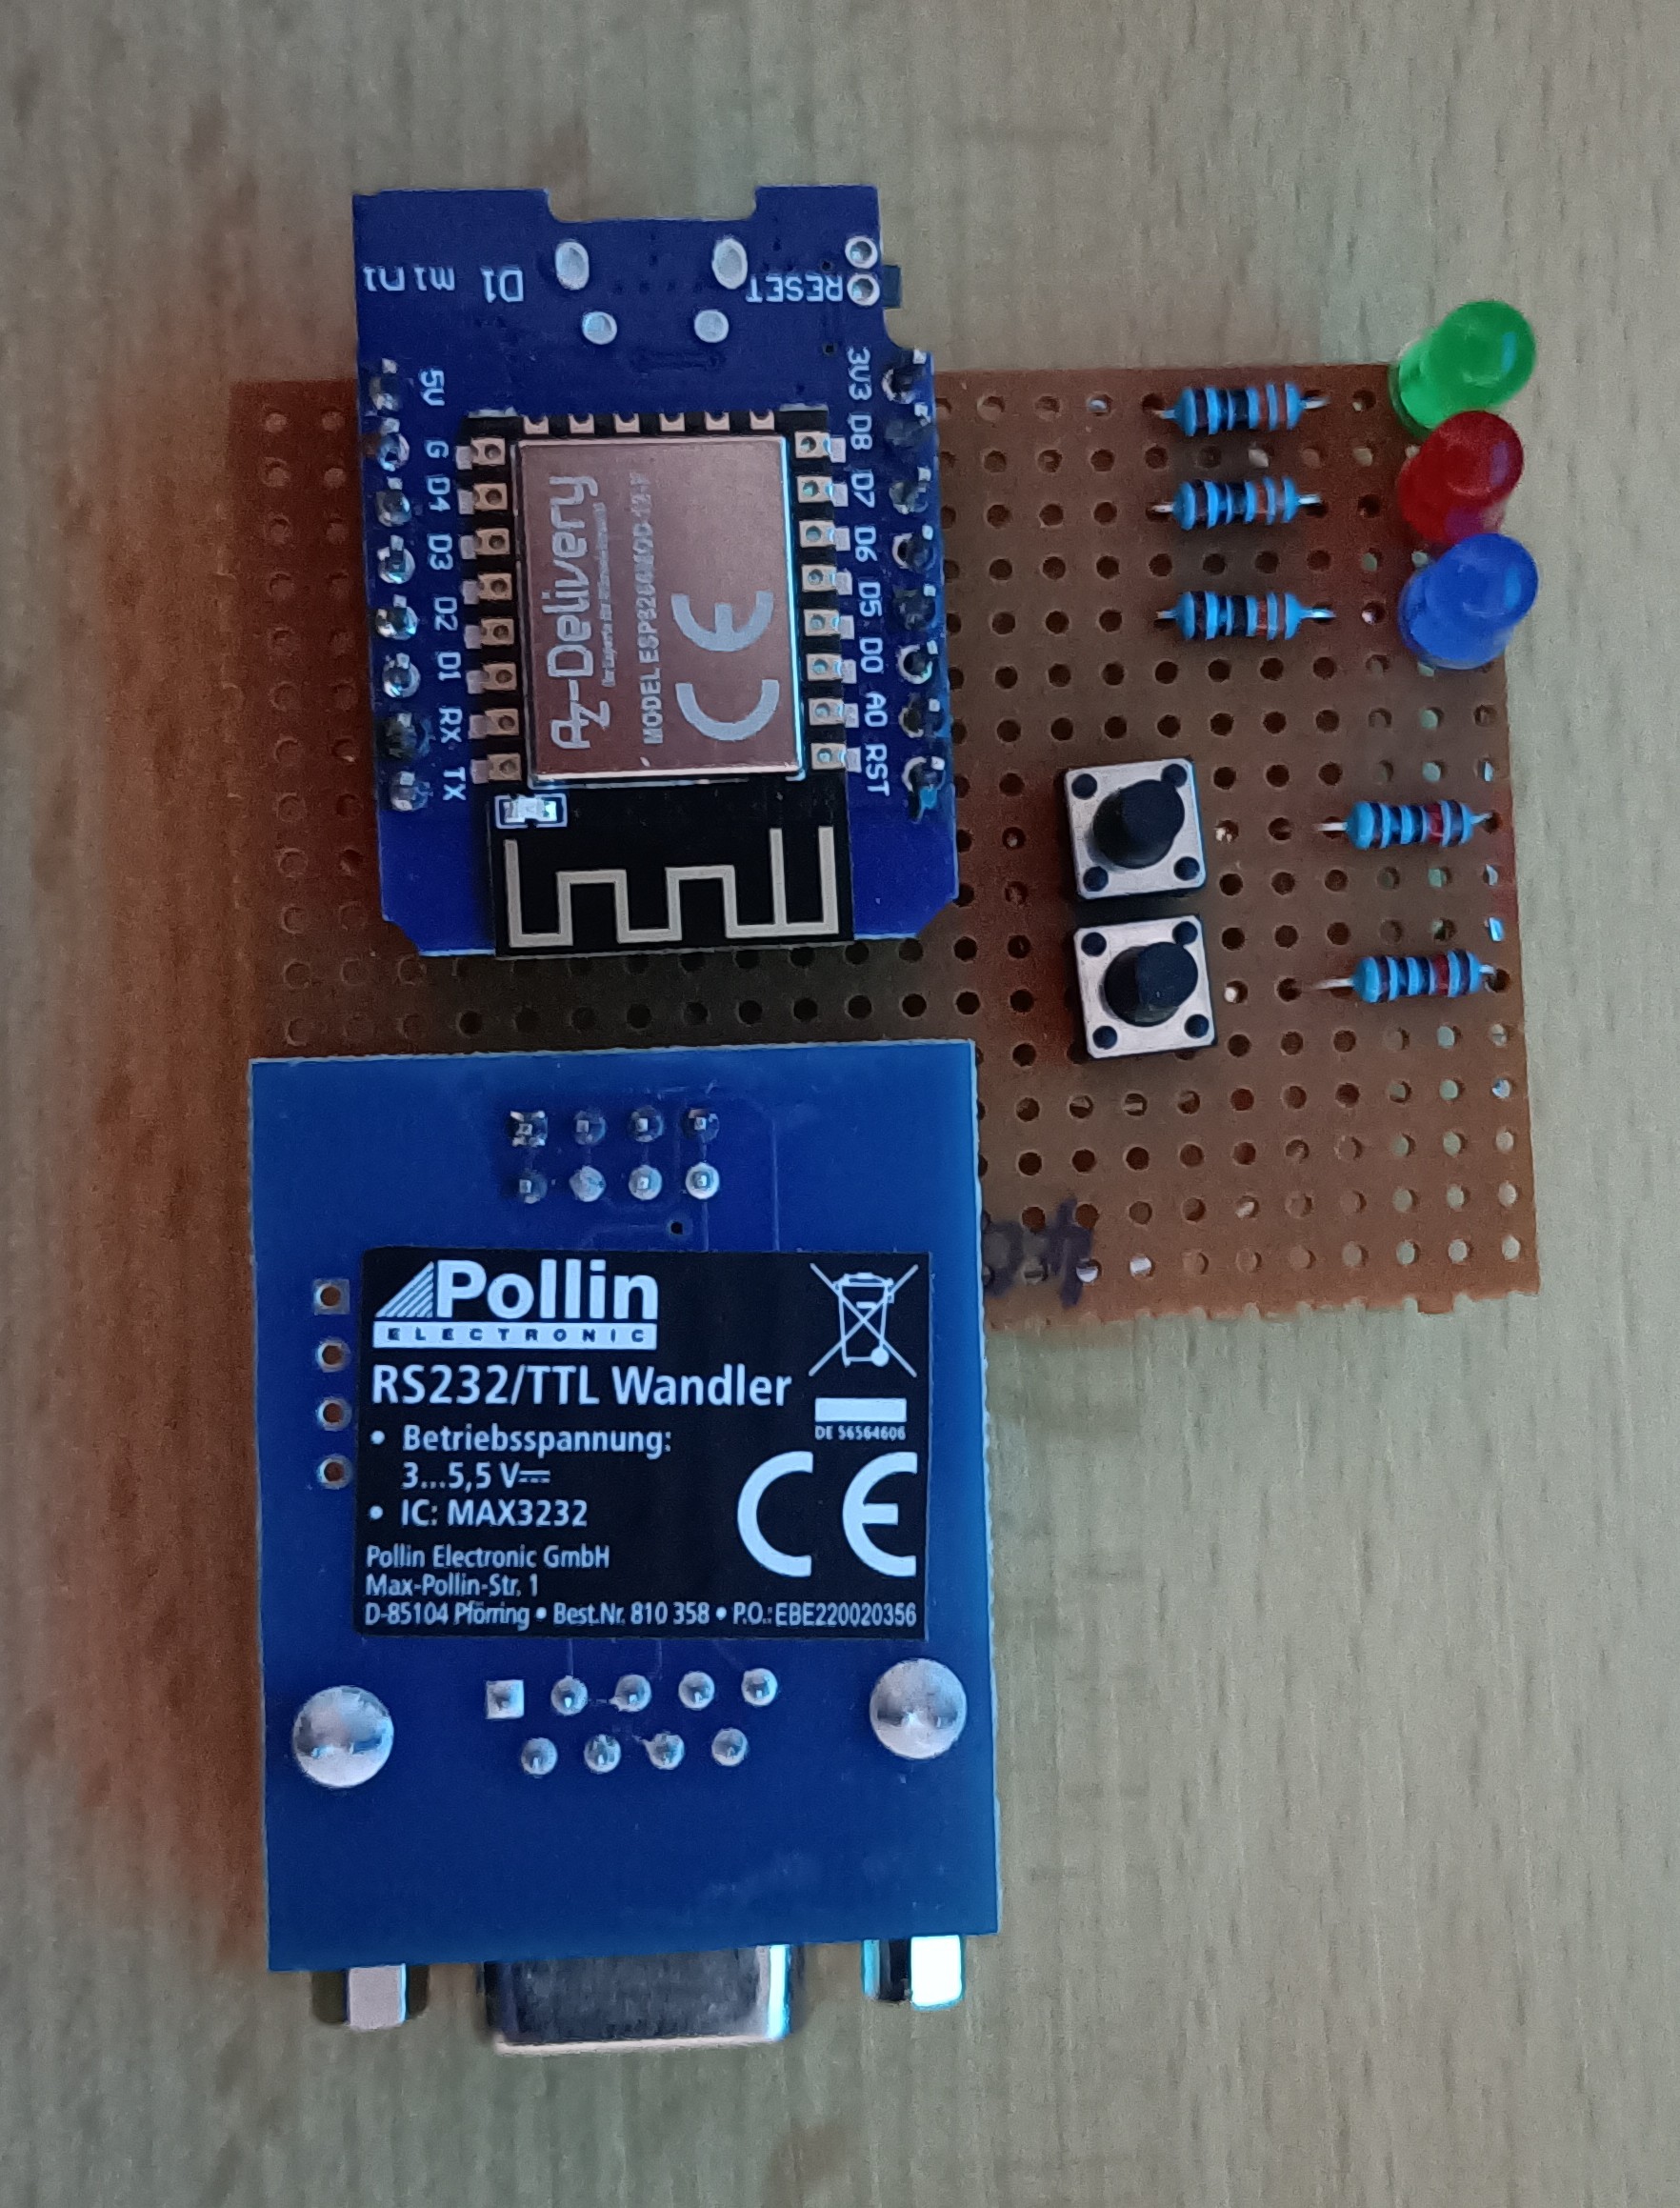 D1 m1n1
RESET
5V
G
D4
D3
D2
D1
RX
TX
3V3
D8
D7
D6
D5
D0
A0
RST
AZ-Delivery
MODEL ESP8266MOD-12-F
CE
Pollin
ELECTRONIC
RS232/TTL Wandler
• Betriebsspannung:
3...5,5 V
• IC: MAX3232
DE 56564606
CE
Pollin Electronic GmbH
Max-Pollin-Str. 1
D-85104 Pförring • Best.Nr. 810 358 • P.O.: EBE220020356